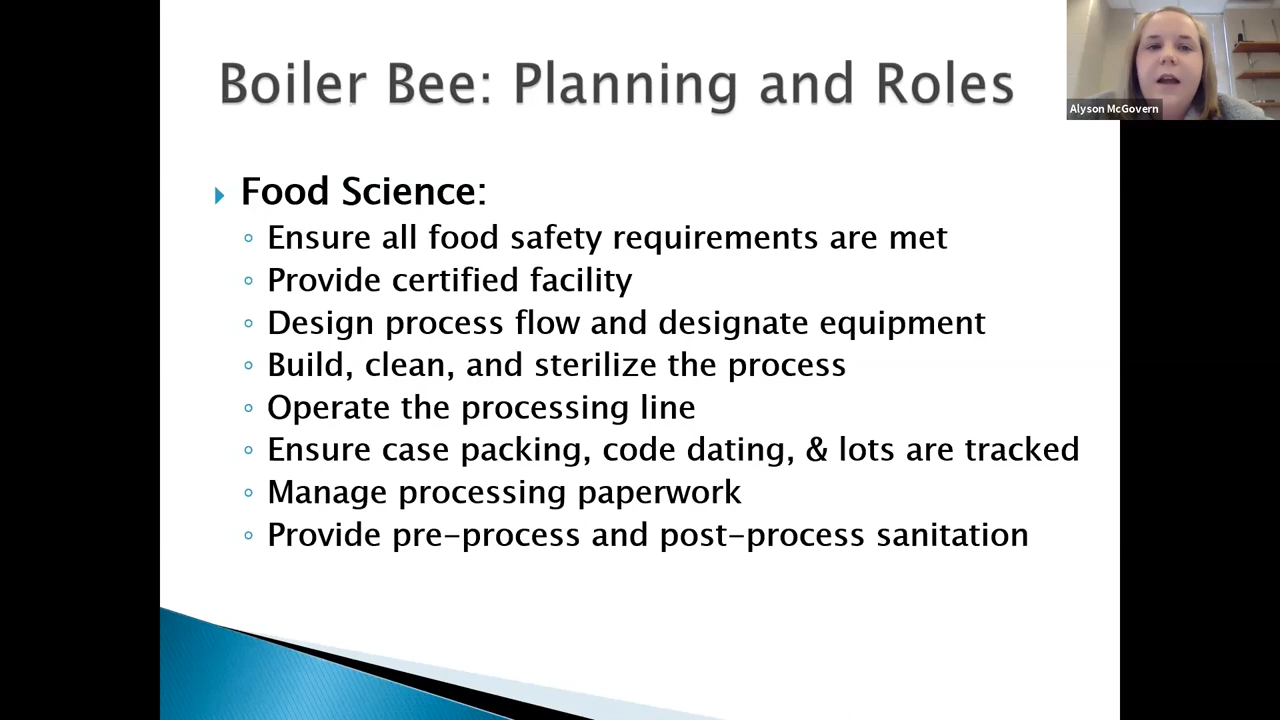 Boiler Bee: Planning and Roles
Alyson McGovern
Food Science:
Ensure all food safety requirements are met
Provide certified facility
Design process flow and designate equipment
Build, clean, and sterilize the process
Operate the processing line
Ensure case packing, code dating, & lots are tracked
Manage processing paperwork
Provide pre-process and post-process sanitation